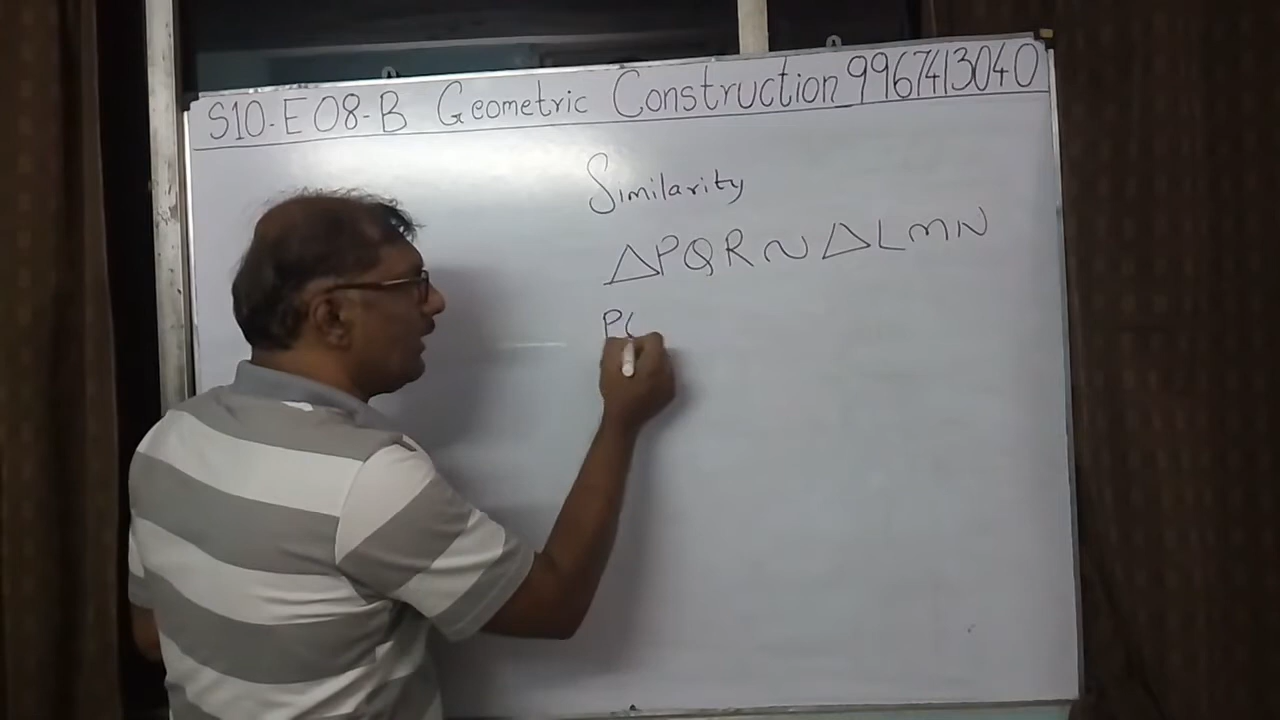 S10-E08-B Geometric Construction 9967413040
Similarity
△PQR ~ △LMN
P